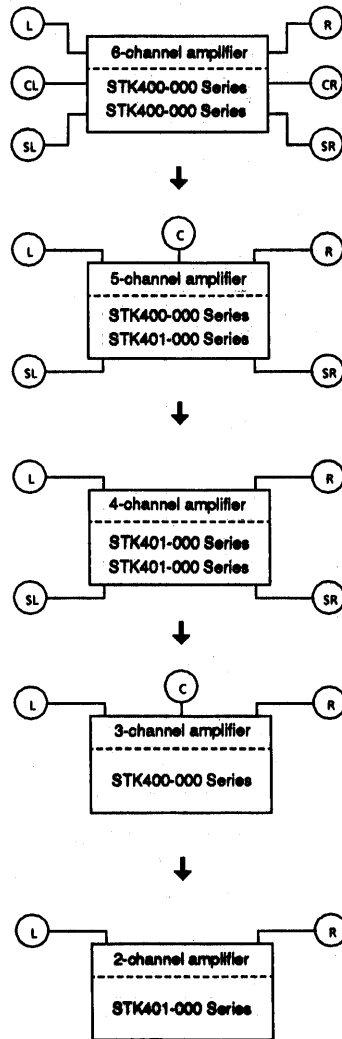 L R
6-channel amplifier
CL STK400-000 Series CR
STK400-000 Series
SL SR
C
L R
5-channel amplifier
STK400-000 Series
STK401-000 Series
SL SR
L R
4-channel amplifier
STK401-000 Series
STK401-000 Series
SL SR
C
L R
3-channel amplifier
STK400-000 Series
L R
2-channel amplifier
STK401-000 Series